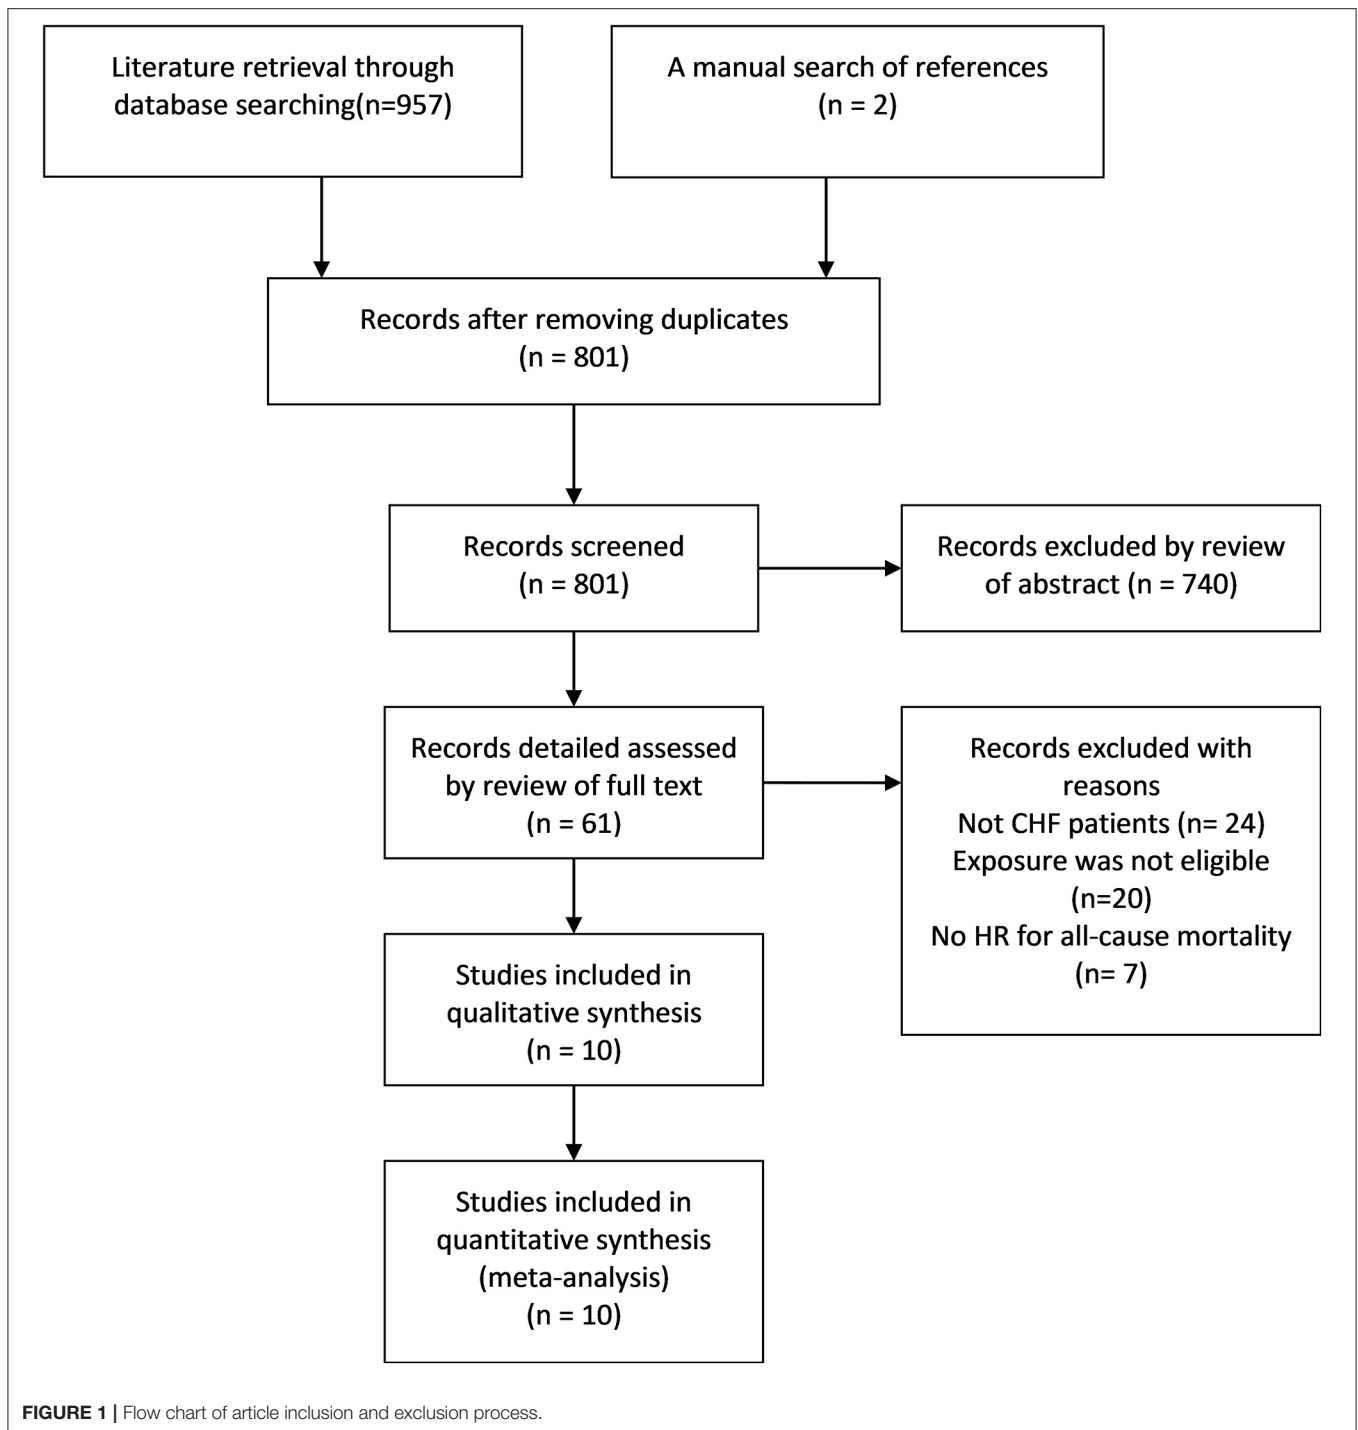 Literature retrieval through
database searching(n=957)
A manual search of references
(n = 2)
Records after removing duplicates
(n = 801)
Records screened
(n = 801)
Records excluded by review
of abstract (n = 740)
Records detailed assessed
by review of full text
(n = 61)
Records excluded with
reasons
Not CHF patients (n= 24)
Exposure was not eligible
(n=20)
No HR for all-cause mortality
(n= 7)
Studies included in
qualitative synthesis
(n = 10)
Studies included in
quantitative synthesis
(meta-analysis)
(n = 10)
FIGURE 1 | Flow chart of article inclusion and exclusion process.